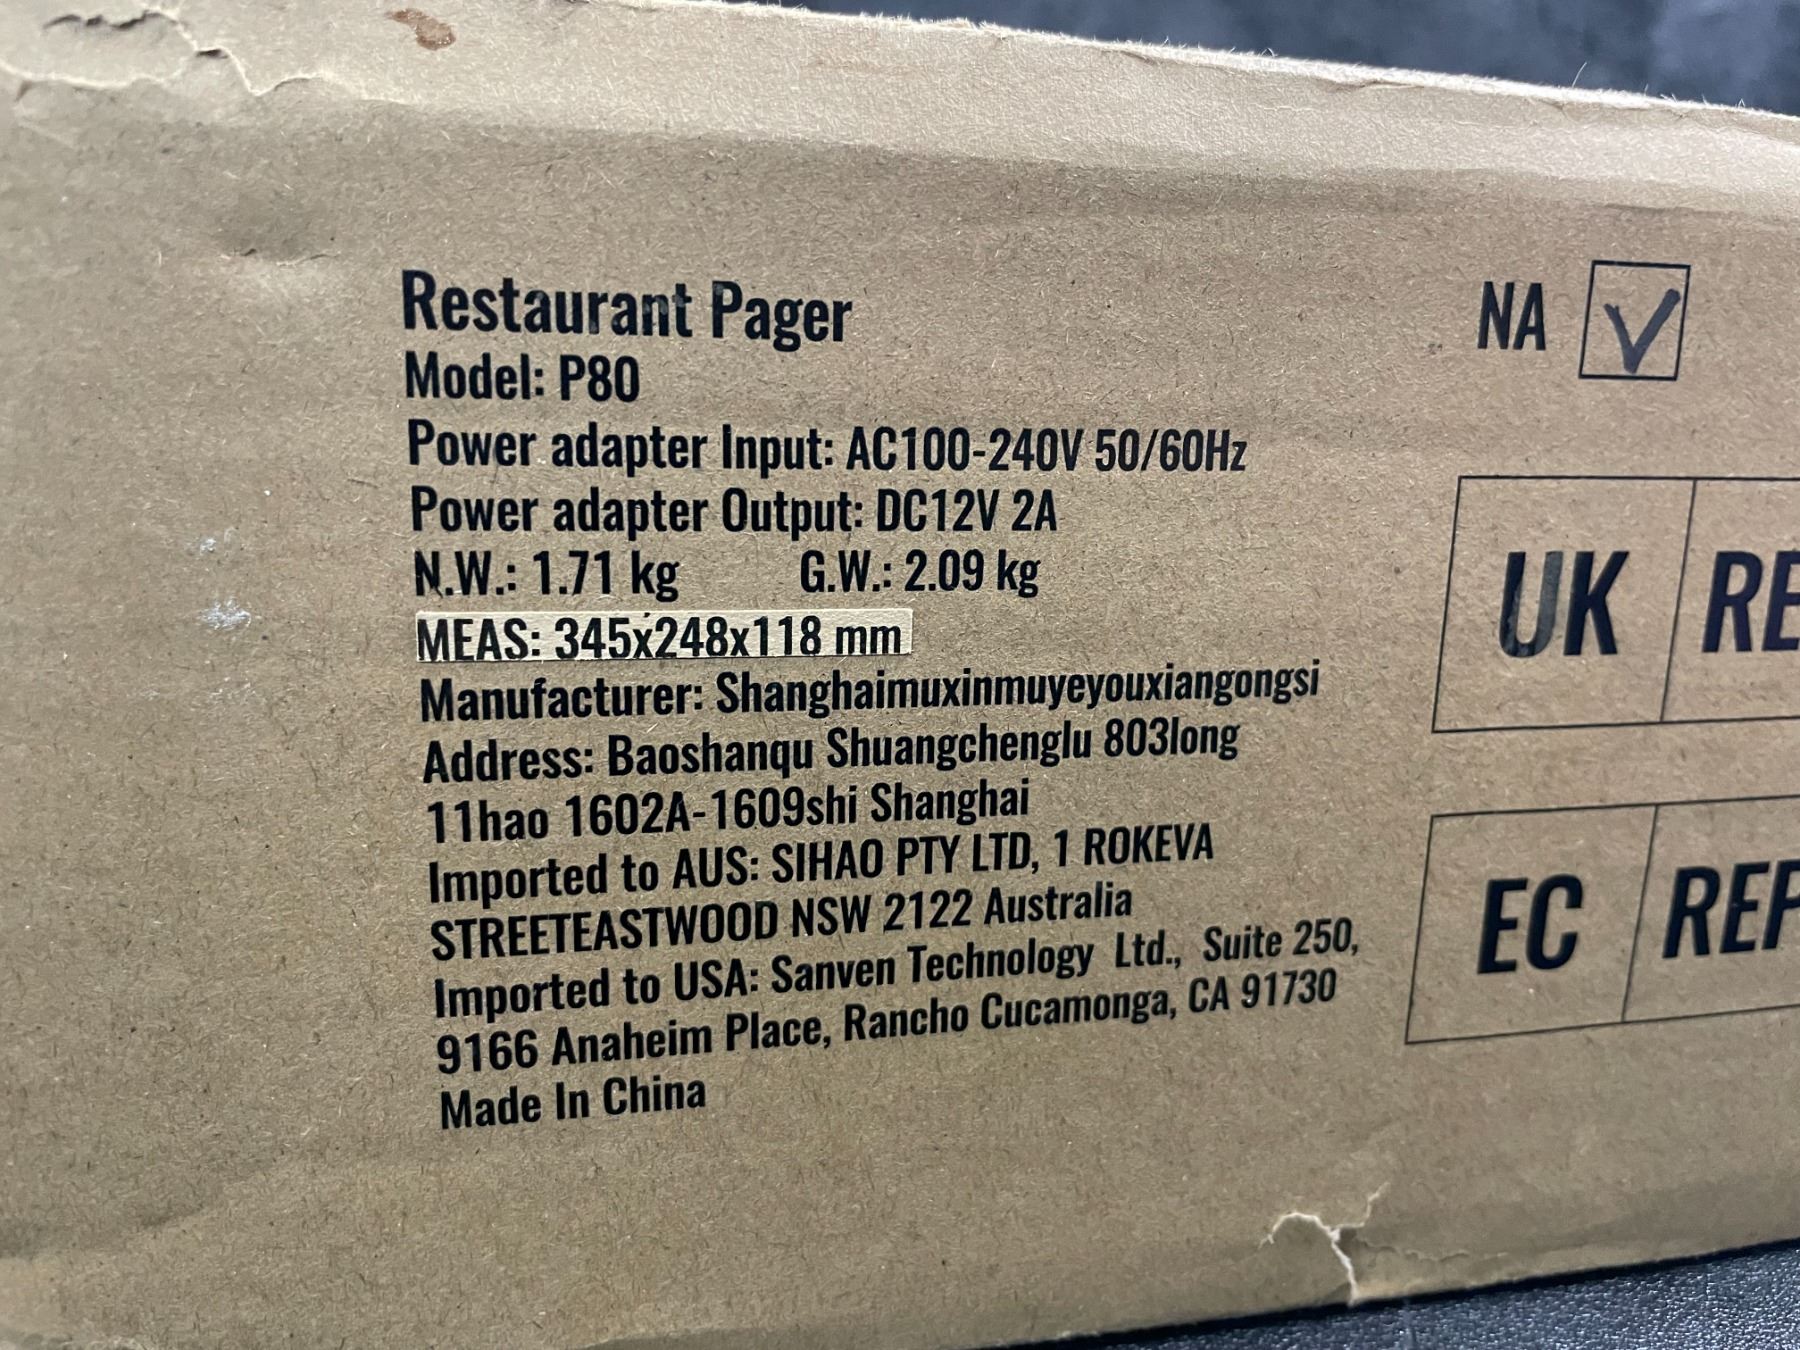 Restaurant Pager
Model: P80
Power adapter Input: AC100-240V 50/60Hz
Power adapter Output: DC12V 2A
N.W.: 1.71 kg G.W.: 2.09 kg
MEAS: 345x248x118 mm
Manufacturer: Shanghaimuxinmuyeyouxiangongsi
Address: Baoshanqu Shuangchenglu 803long
11hao 1602A-1609shi Shanghai
Imported to AUS: SIHAO PTY LTD, 1 ROKEVA
STREETEASTWOOD NSW 2122 Australia
Imported to USA: Sanven Technology Ltd., Suite 250,
9166 Anaheim Place, Rancho Cucamonga, CA 91730
Made In China
NA
UK RE
EC REP